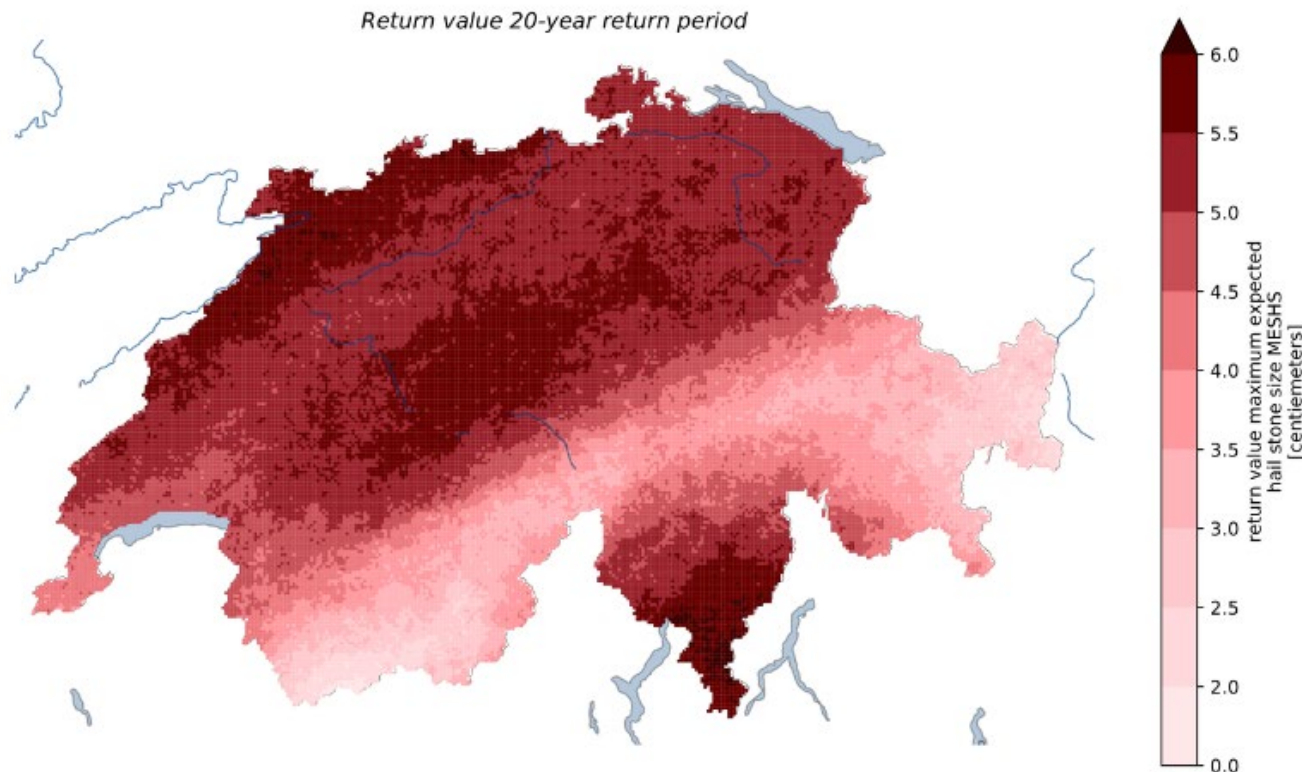 Return value 20-year return period
6.0
5.5
5.0
4.5
4.0
3.5
3.0
2.5
2.0
0.0
return value maximum expected
hail stone size MESHS
[centiemeters]